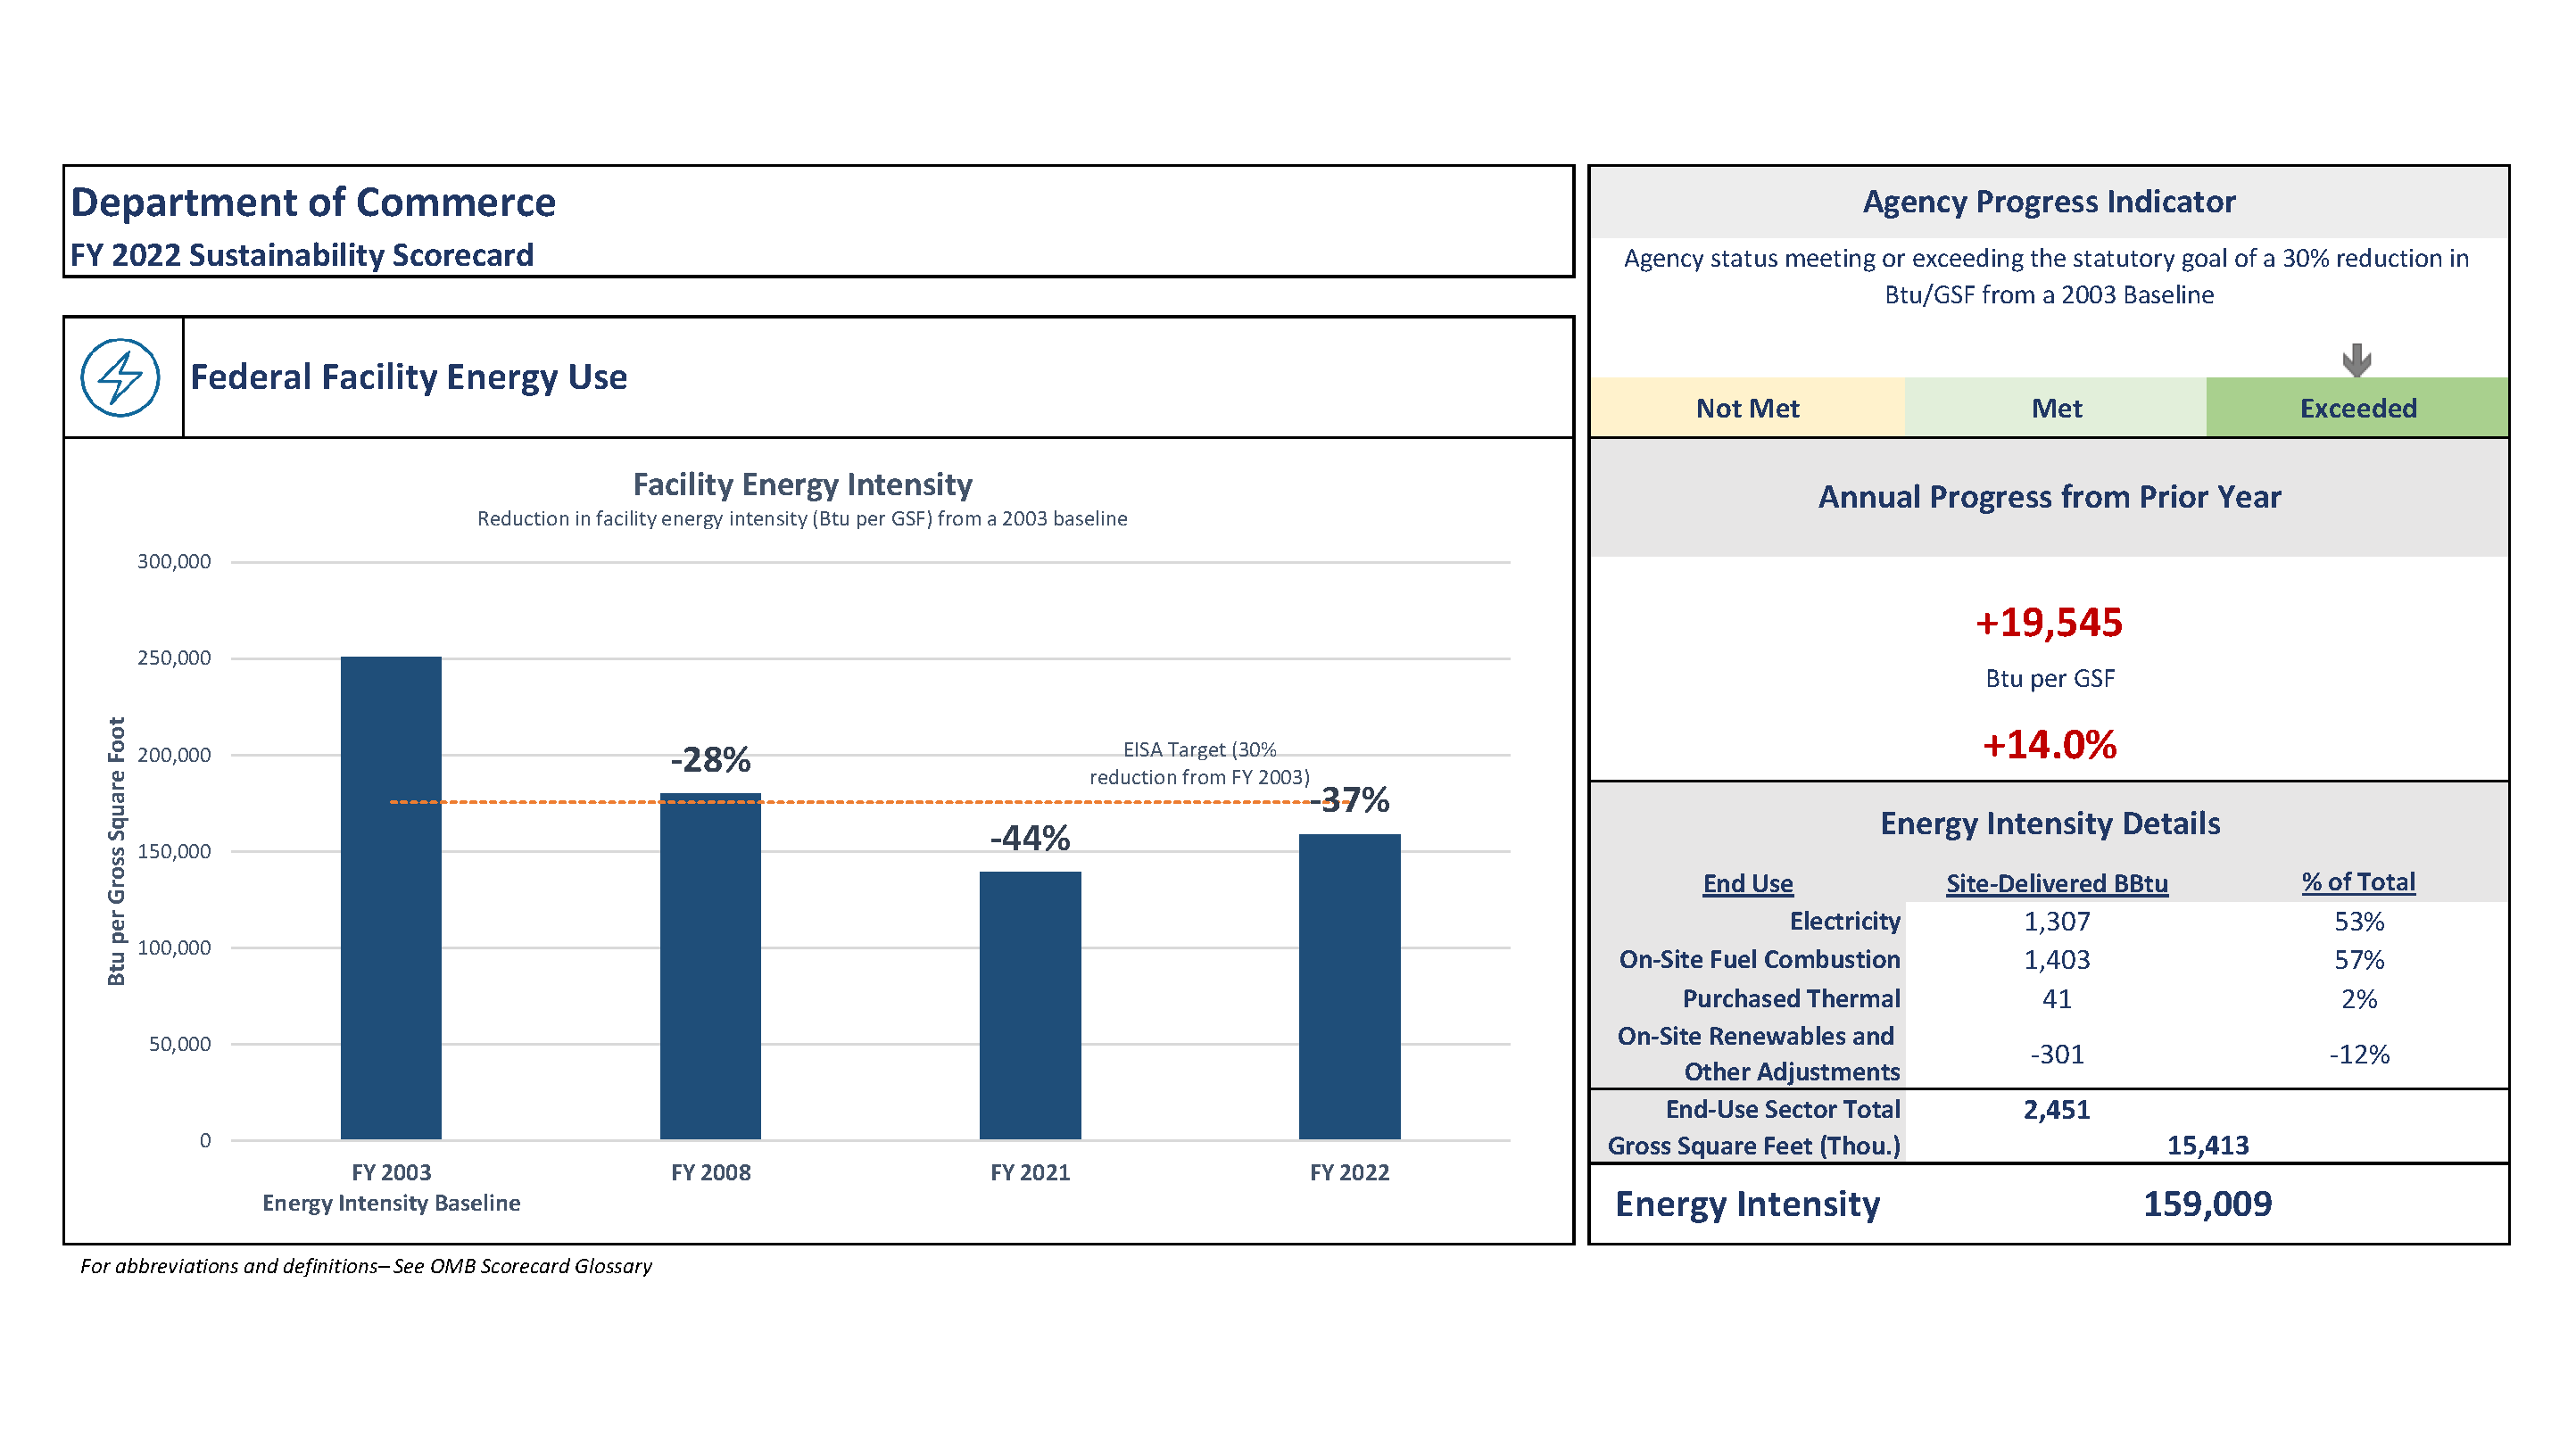 Department of Commerce
FY 2022 Sustainability Scorecard
Federal Facility Energy Use
Facility Energy Intensity
Reduction in facility energy intensity (Btu per GSF) from a 2003 baseline
Btu per Gross Square Foot
300,000
250,000
200,000
150,000
100,000
50,000
0
-28%
-44%
EISA Target (30%
reduction from FY 2003)
-37%
FY 2003
Energy Intensity Baseline
FY 2008
FY 2021
FY 2022
For abbreviations and definitions– See OMB Scorecard Glossary
Agency Progress Indicator
Agency status meeting or exceeding the statutory goal of a 30% reduction in
Btu/GSF from a 2003 Baseline
Not Met Met Exceeded
Annual Progress from Prior Year
+19,545
Btu per GSF
+14.0%
Energy Intensity Details
End Use Site-Delivered BBtu % of Total
Electricity 1,307 53%
On-Site Fuel Combustion 1,403 57%
Purchased Thermal 41 2%
On-Site Renewables and
Other Adjustments -301 -12%
End-Use Sector Total 2,451
Gross Square Feet (Thou.) 15,413
Energy Intensity 159,009